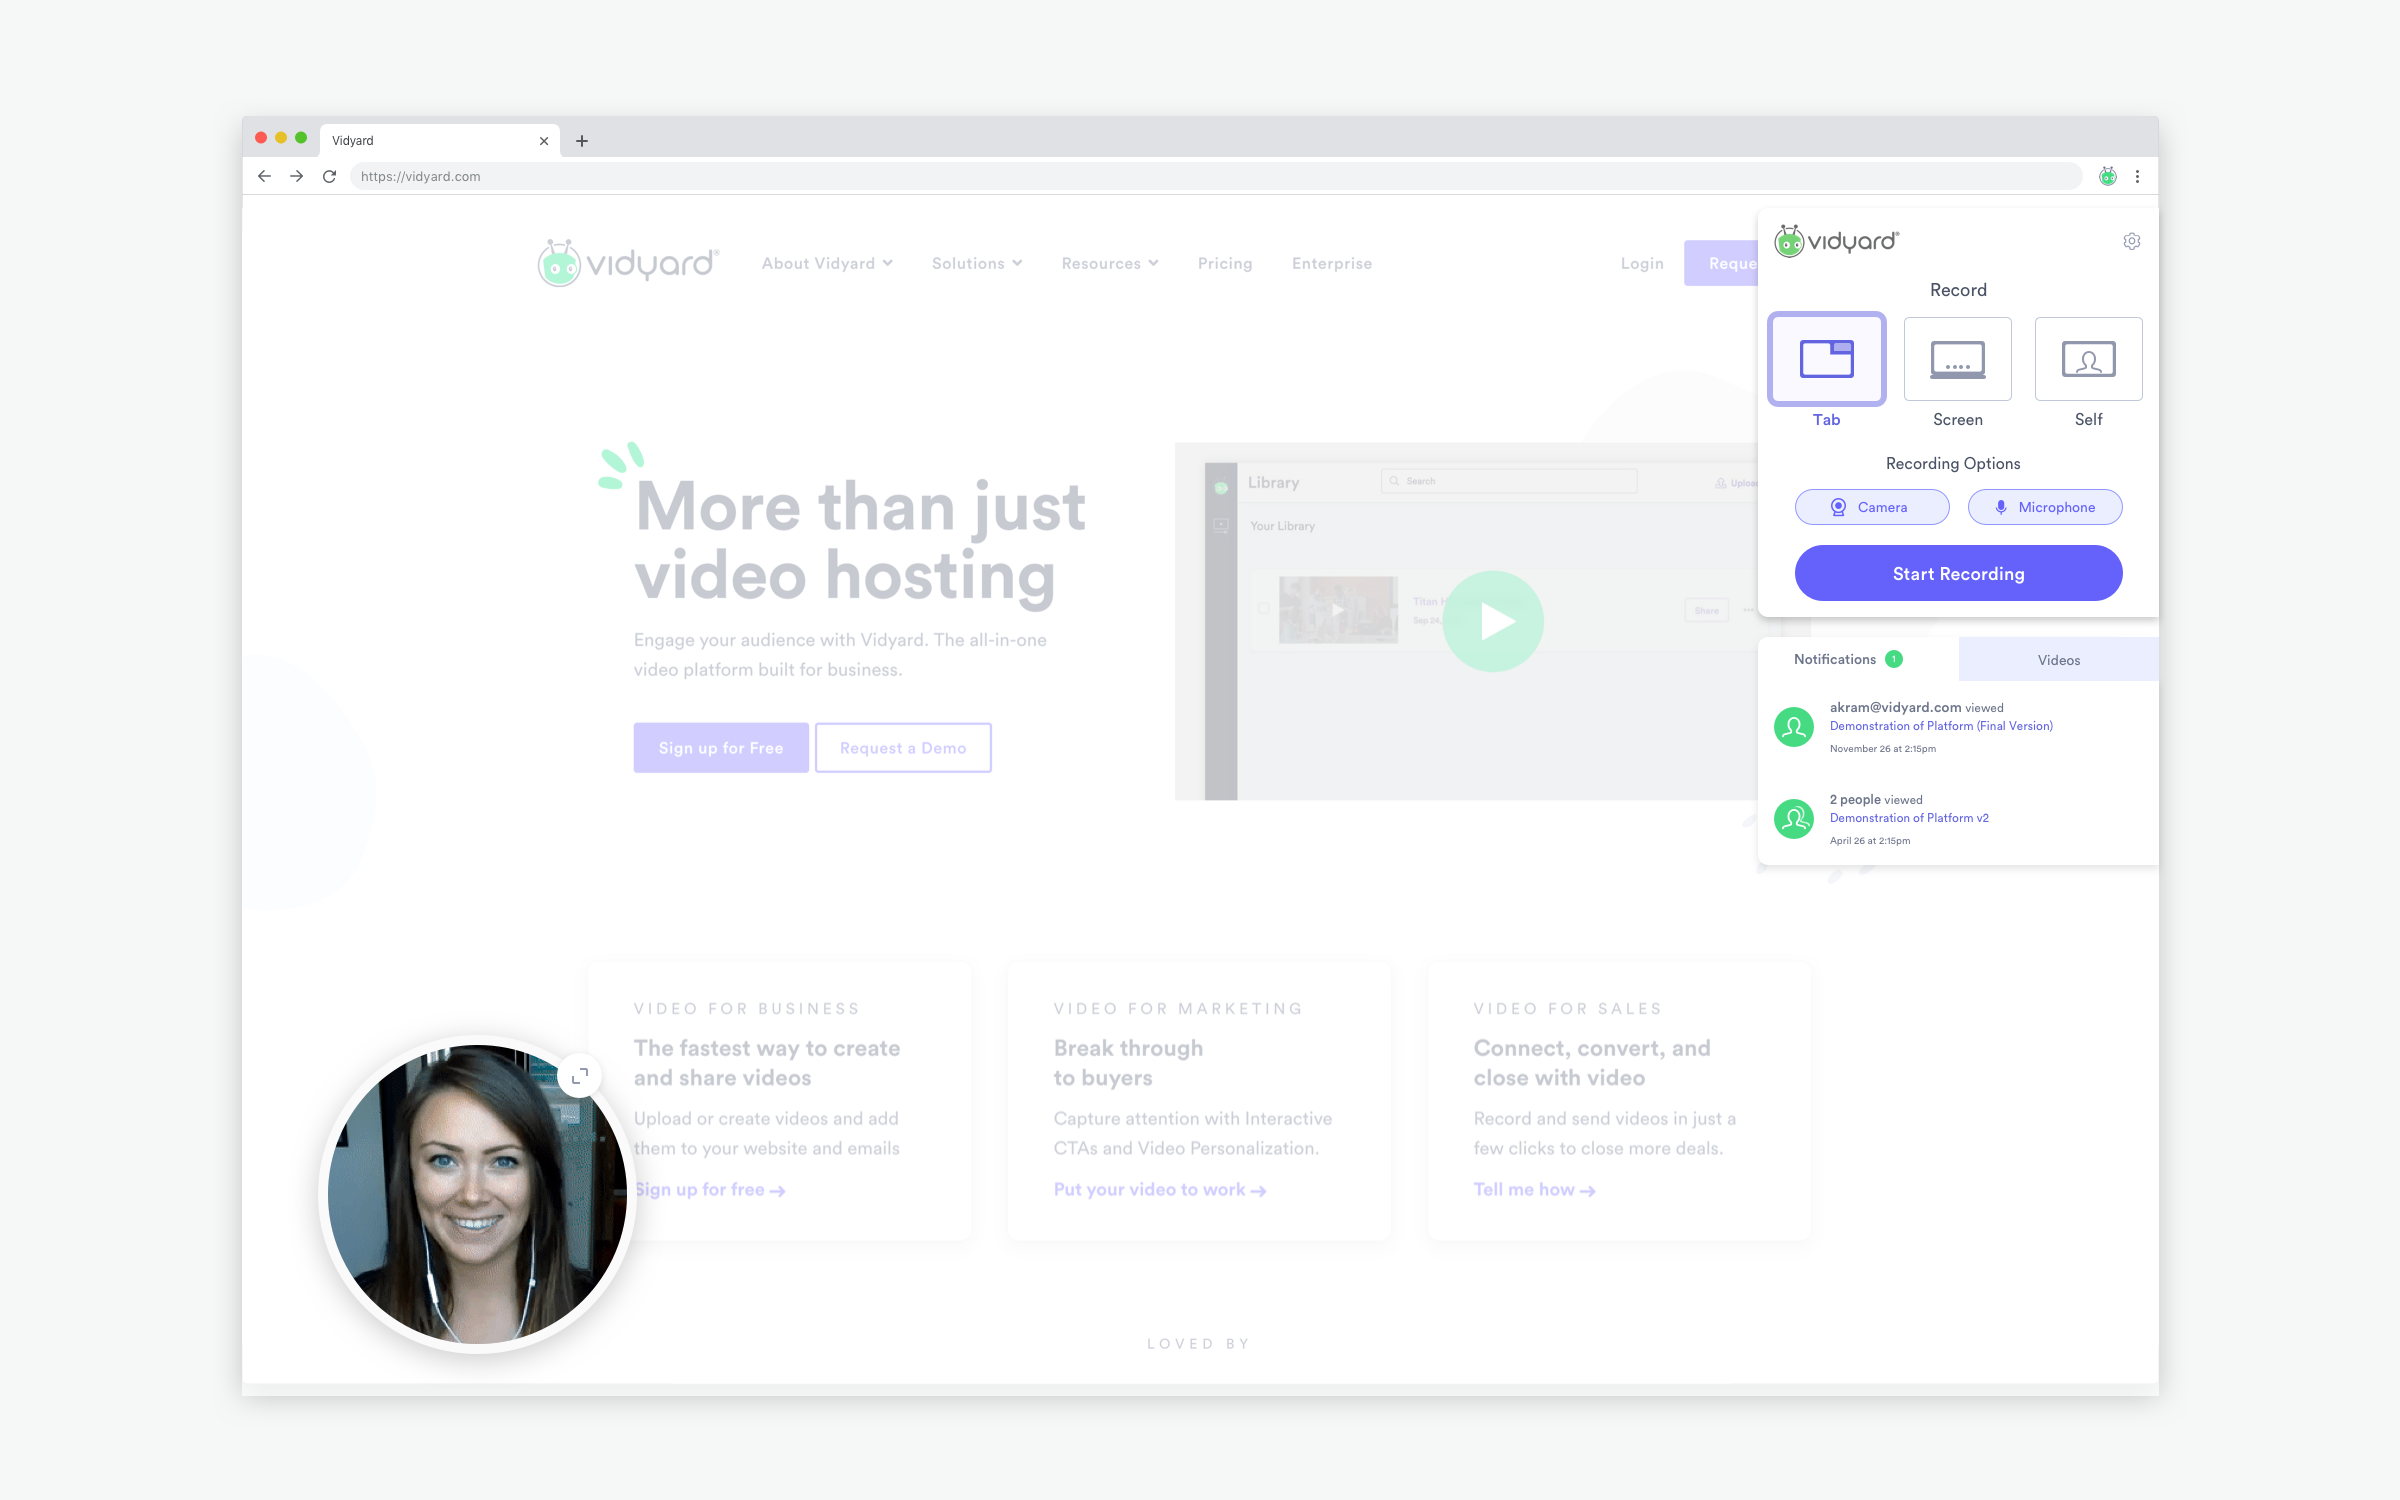 Vidyard
https://vidyard.com
vidyard
About Vidyard
Solutions
Resources
Pricing
Enterprise
Login
Reque
More than just
video hosting
Engage your audience with Vidyard. The all-in-one
video platform built for business.
Sign up for Free
Request a Demo
Library
Search
Uploa
Your Library
Titan H
Sep 24,
Share
vidyard
Record
Tab
Screen
Self
Recording Options
Camera
Microphone
Start Recording
Notifications 1
Videos
akram@vidyard.com viewed
Demonstration of Platform (Final Version)
November 26 at 2:15pm
2 people viewed
Demonstration of Platform v2
April 26 at 2:15pm
VIDEO FOR BUSINESS
The fastest way to create
and share videos
Upload or create videos and add
them to your website and emails
Sign up for free
VIDEO FOR MARKETING
Break through
to buyers
Capture attention with Interactive
CTAs and Video Personalization.
Put your video to work
VIDEO FOR SALES
Connect, convert, and
close with video
Record and send videos in just a
few clicks to close more deals.
Tell me how
LOVED BY